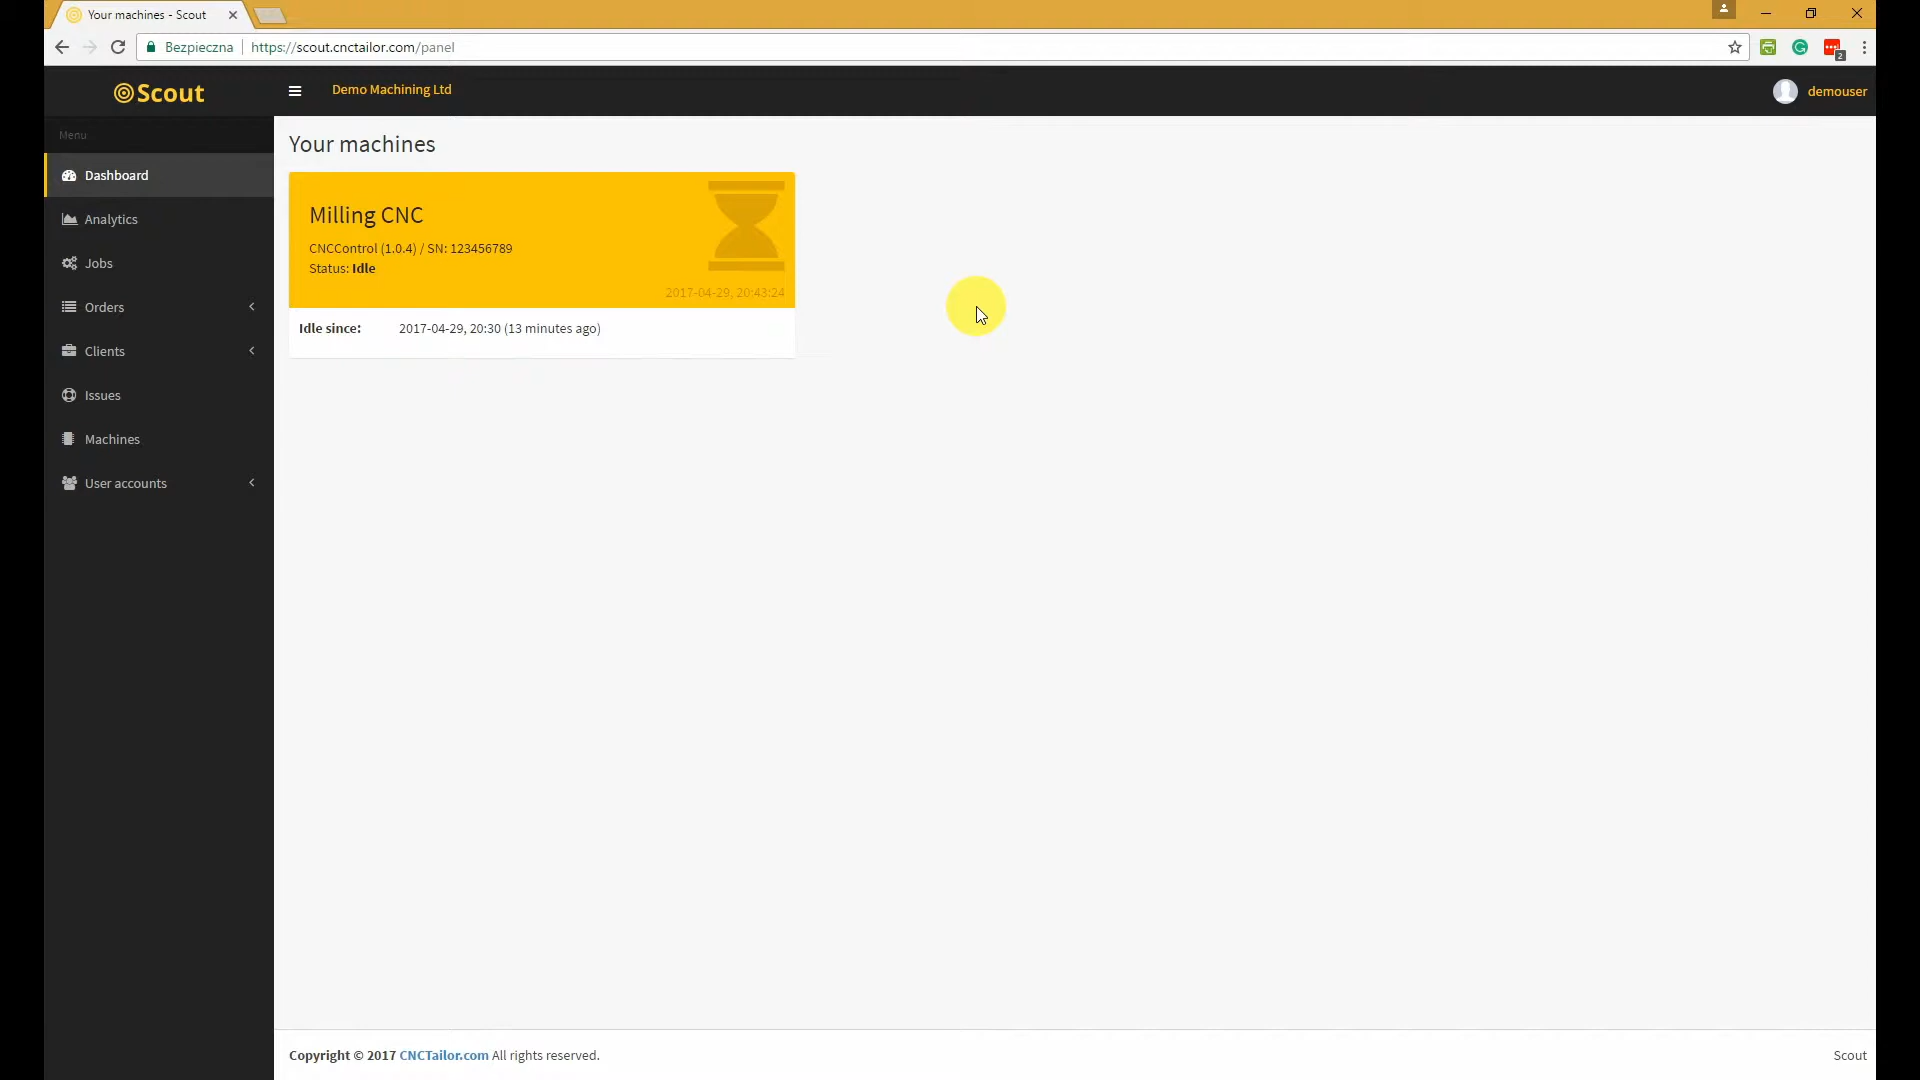 Your machines - Scout
Bezpieczna
https://scout.cnctailor.com/panel
2
Scout
Demo Machining Ltd
demouser
Menu
Dashboard
Analytics
Jobs
Orders
Clients
Issues
Machines
User accounts
Your machines
Milling CNC
CNCControl (1.0.4) / SN: 123456789
Status: Idle
2017-04-29, 20:43:24
Idle since: 2017-04-29, 20:30 (13 minutes ago)
Copyright © 2017 CNCTailor.com All rights reserved.
Scout